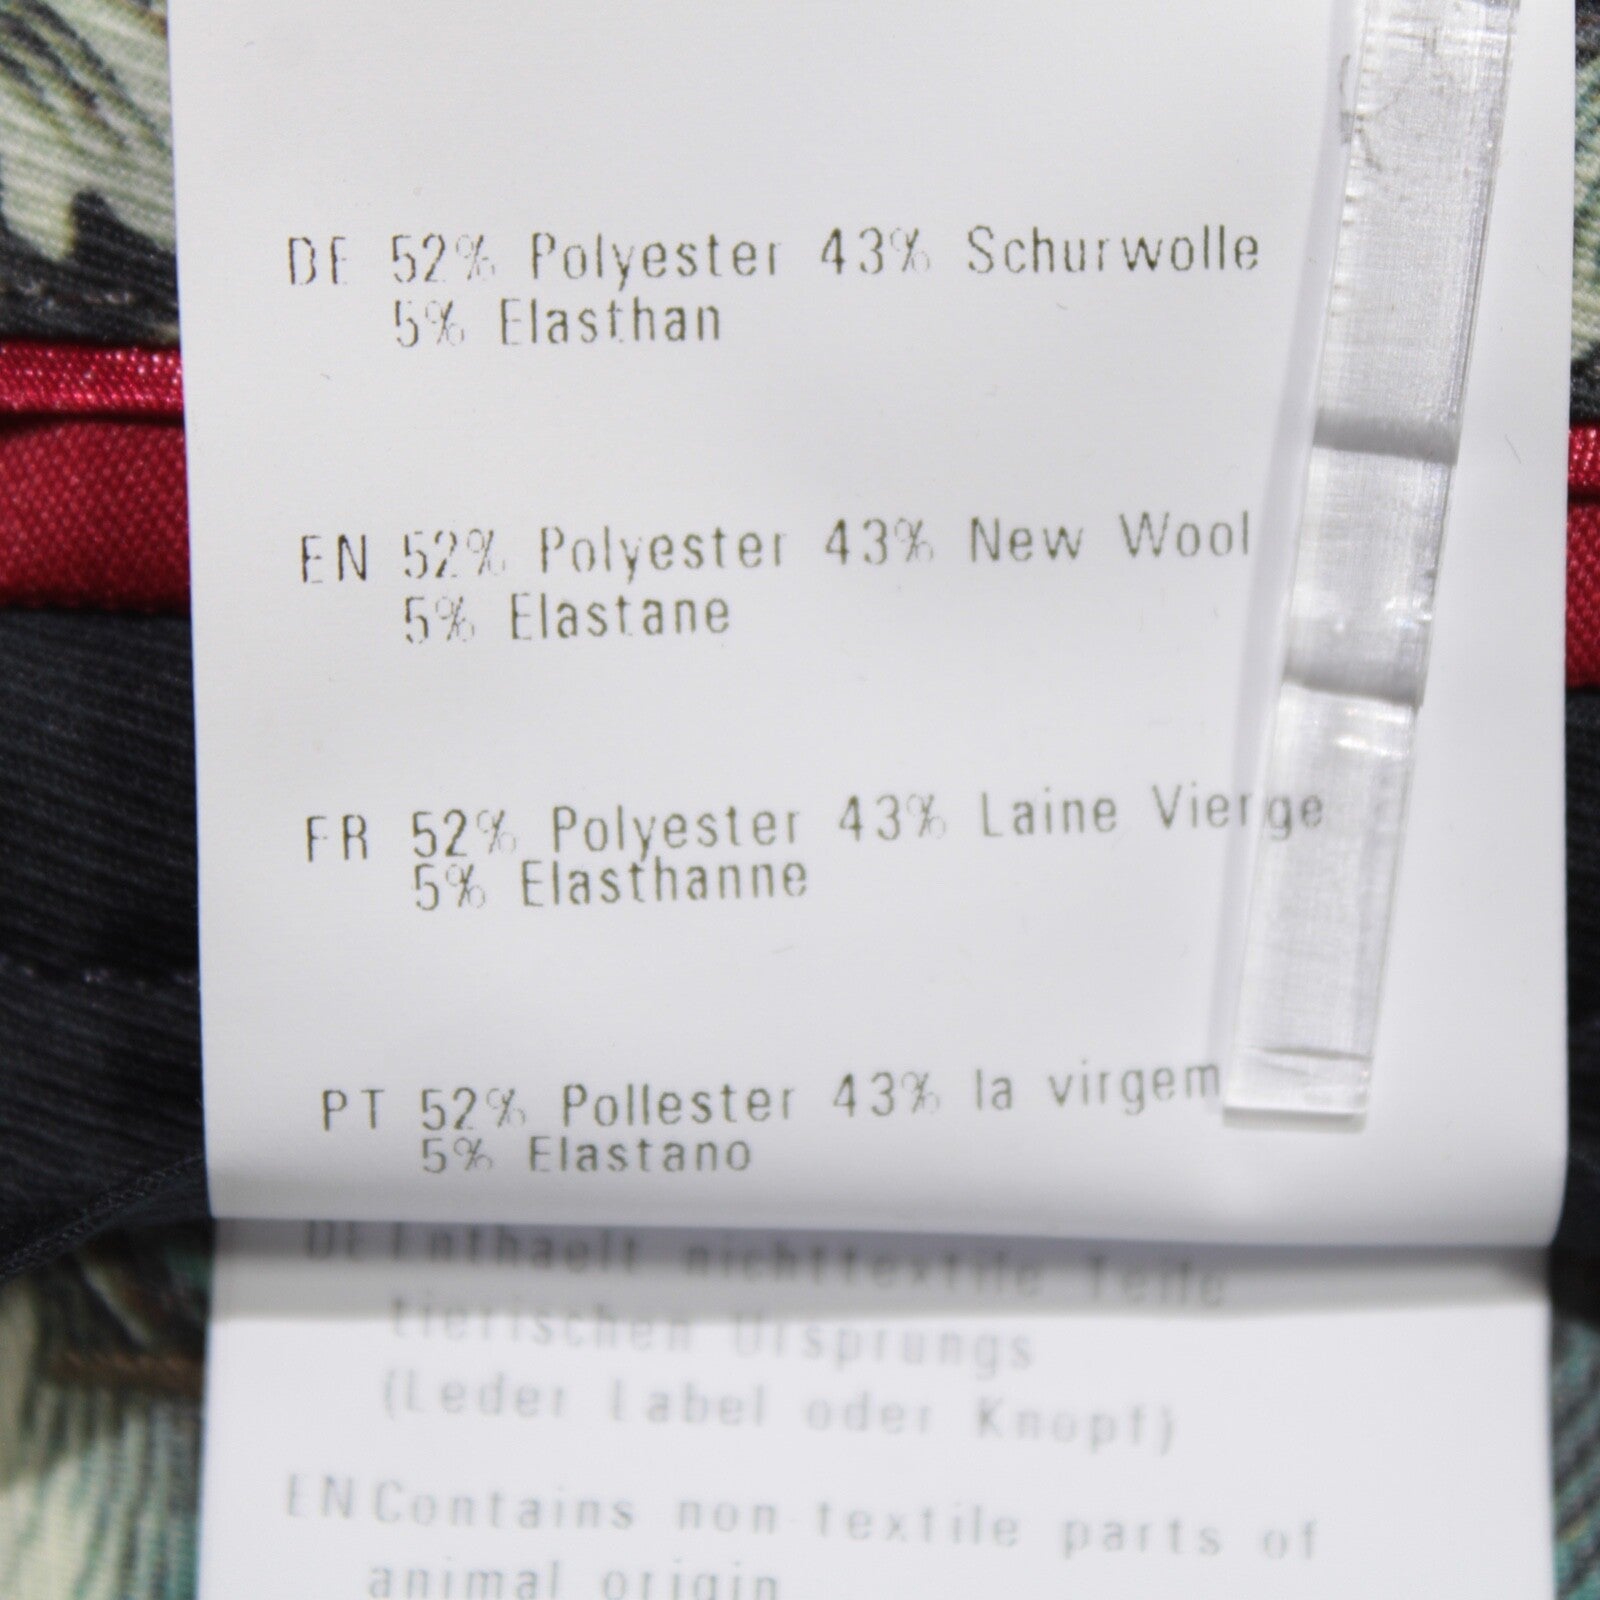 DE 52% Polyester 43% Schurwolle
5% Elasthan
EN 52% Polyester 43% New Wool
5% Elastane
FR 52% Polyester 43% Laine Vierge
5% Elasthanne
PT 52% Pollester 43% la virgem
5% Elastano
DE Enthaelt nichttextile Teile
tierischen Ursprungs
(Leder Label oder Knopf)
EN Contains non-textile parts of
animal origin